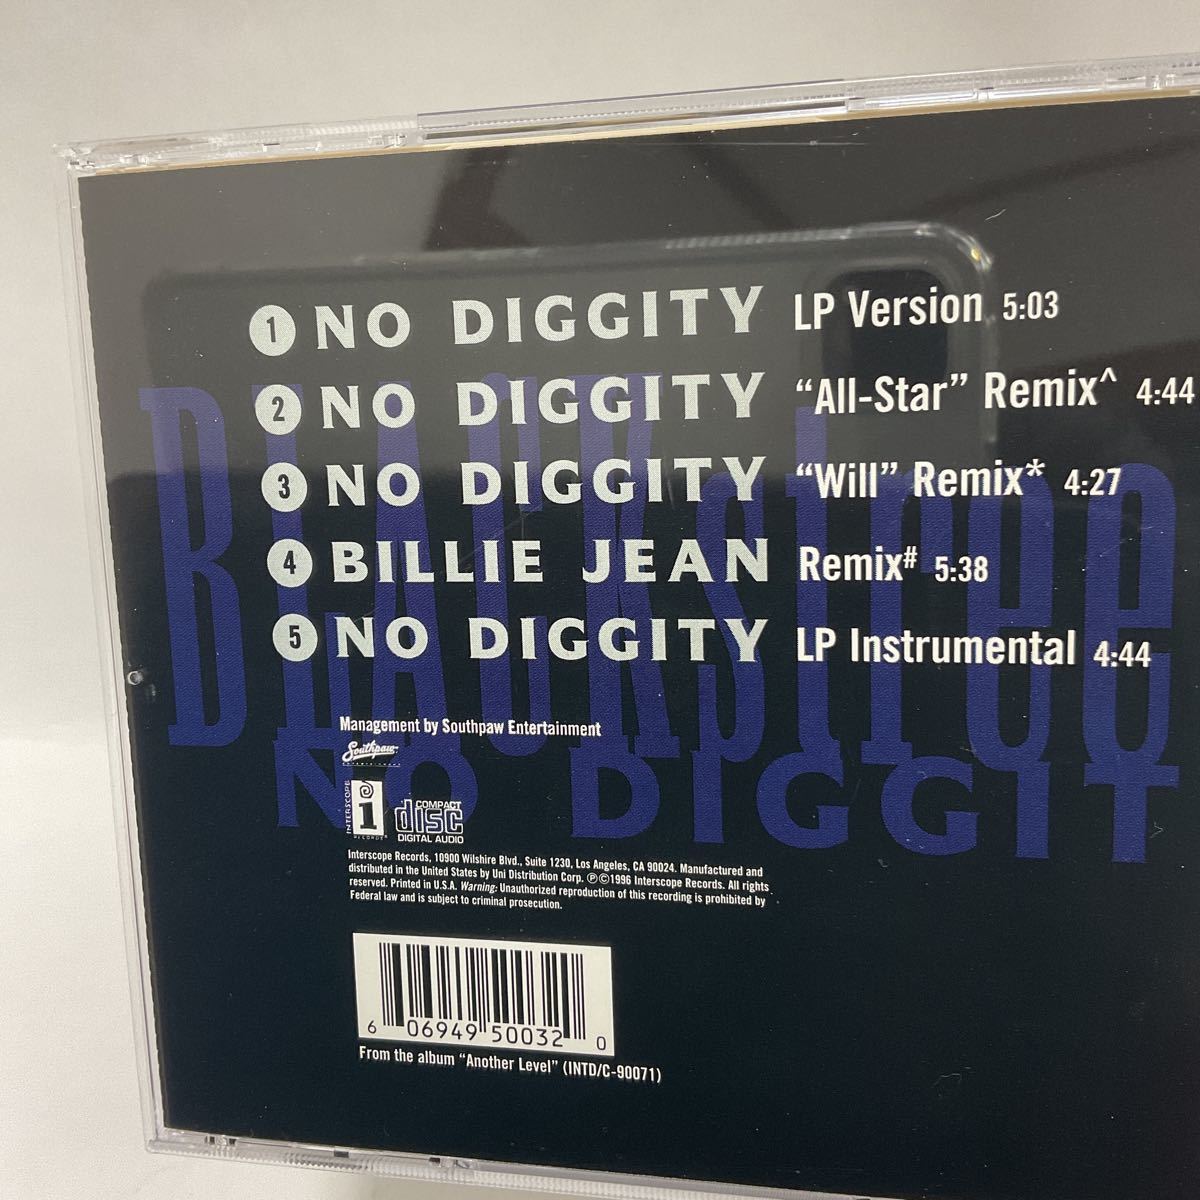 1 NO DIGGITY LP Version 5:03
2 NO DIGGITY "All-Star" Remix^ 4:44
3 NO DIGGITY "Will" Remix* 4:27
4 BILLIE JEAN Remix# 5:38
5 NO DIGGITY LP Instrumental 4:44
BLACKstree
NO DIGGIT
Management by Southpaw Entertainment
Southpaw
ENTERTAINMENT
INTERSCOPE
i
RECORDS
COMPACT
disc
DIGITAL AUDIO
Interscope Records, 10900 Wilshire Blvd., Suite 1230, Los Angeles, CA 90024. Manufactured and
distributed in the United States by Uni Distribution Corp. ℗©1996 Interscope Records. All rights
reserved. Printed in U.S.A. Warning: Unauthorized reproduction of this recording is prohibited by
Federal law and is subject to criminal prosecution.
6 06949 50032 0
From the album "Another Level" (INTD/C-90071)